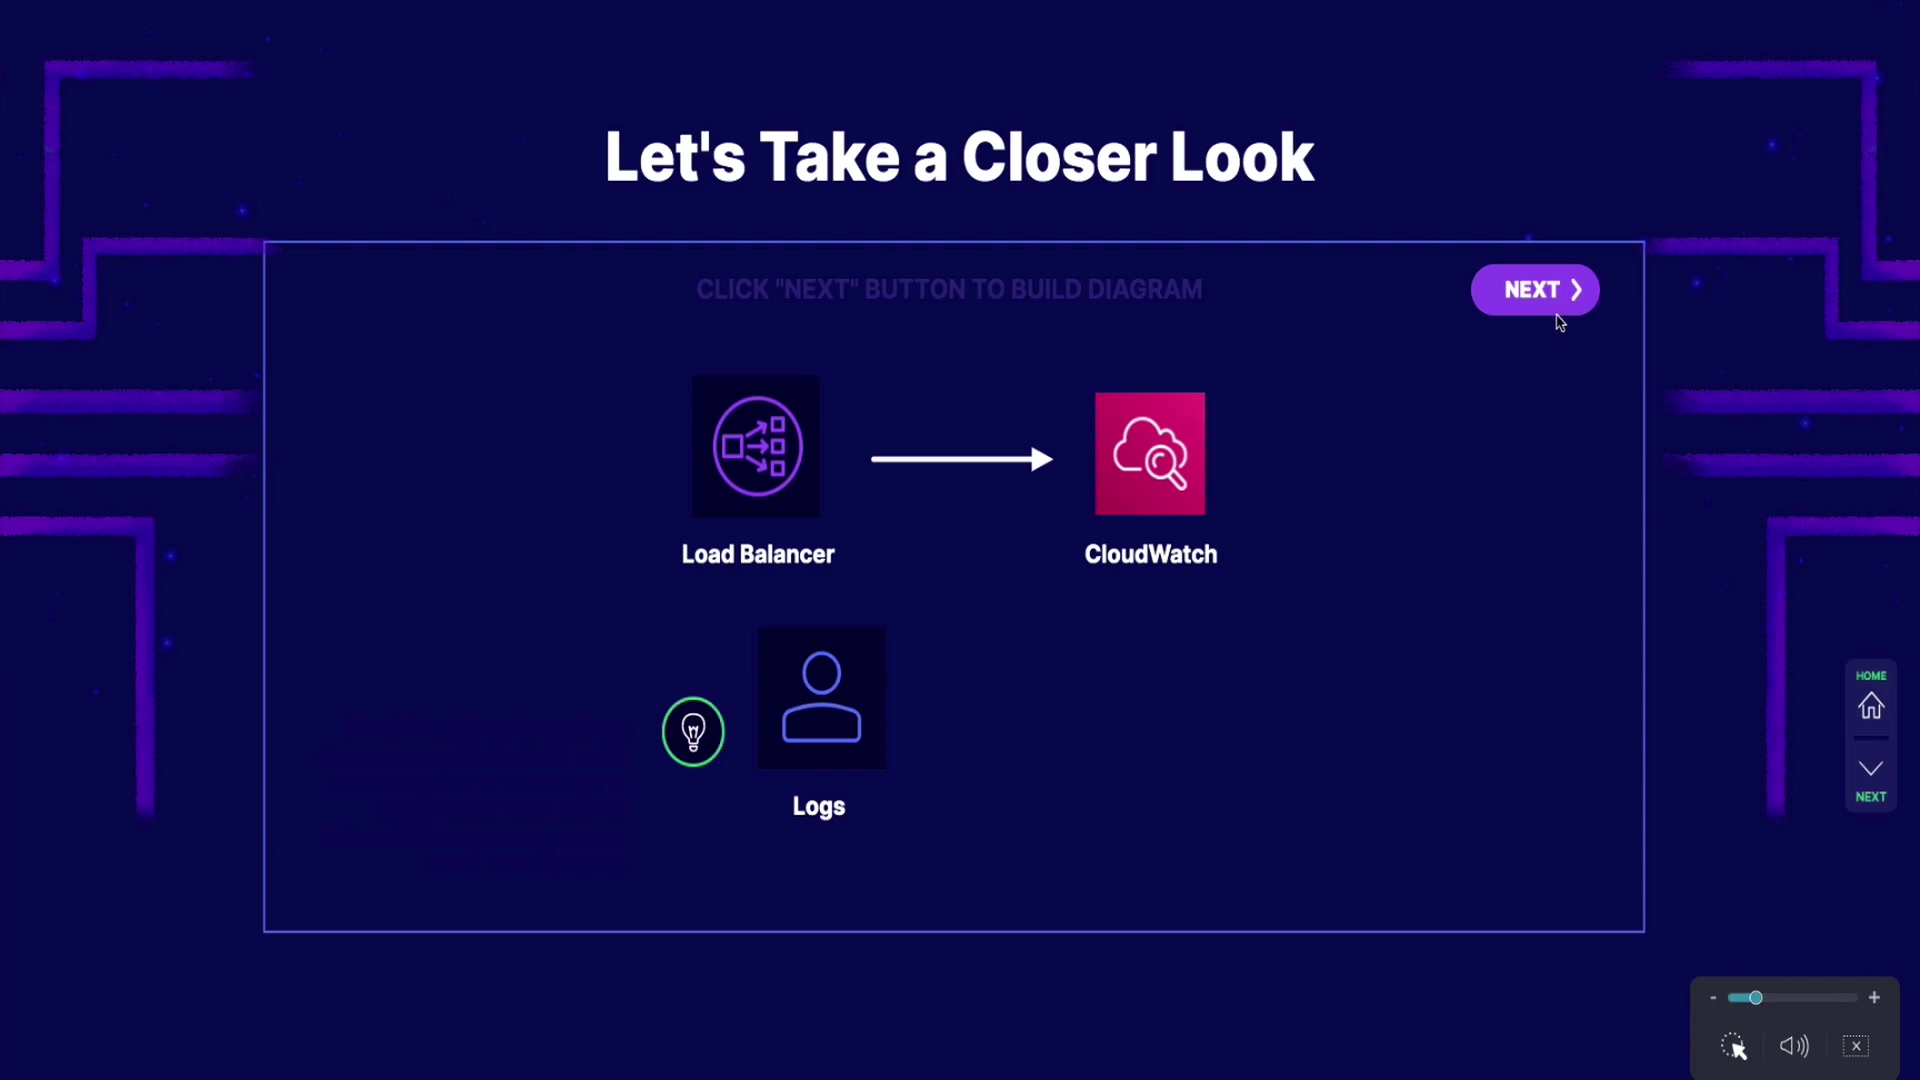 Let's Take a Closer Look
CLICK "NEXT" BUTTON TO BUILD DIAGRAM
NEXT
Load Balancer
CloudWatch
Logs
HOME
NEXT
- +
x